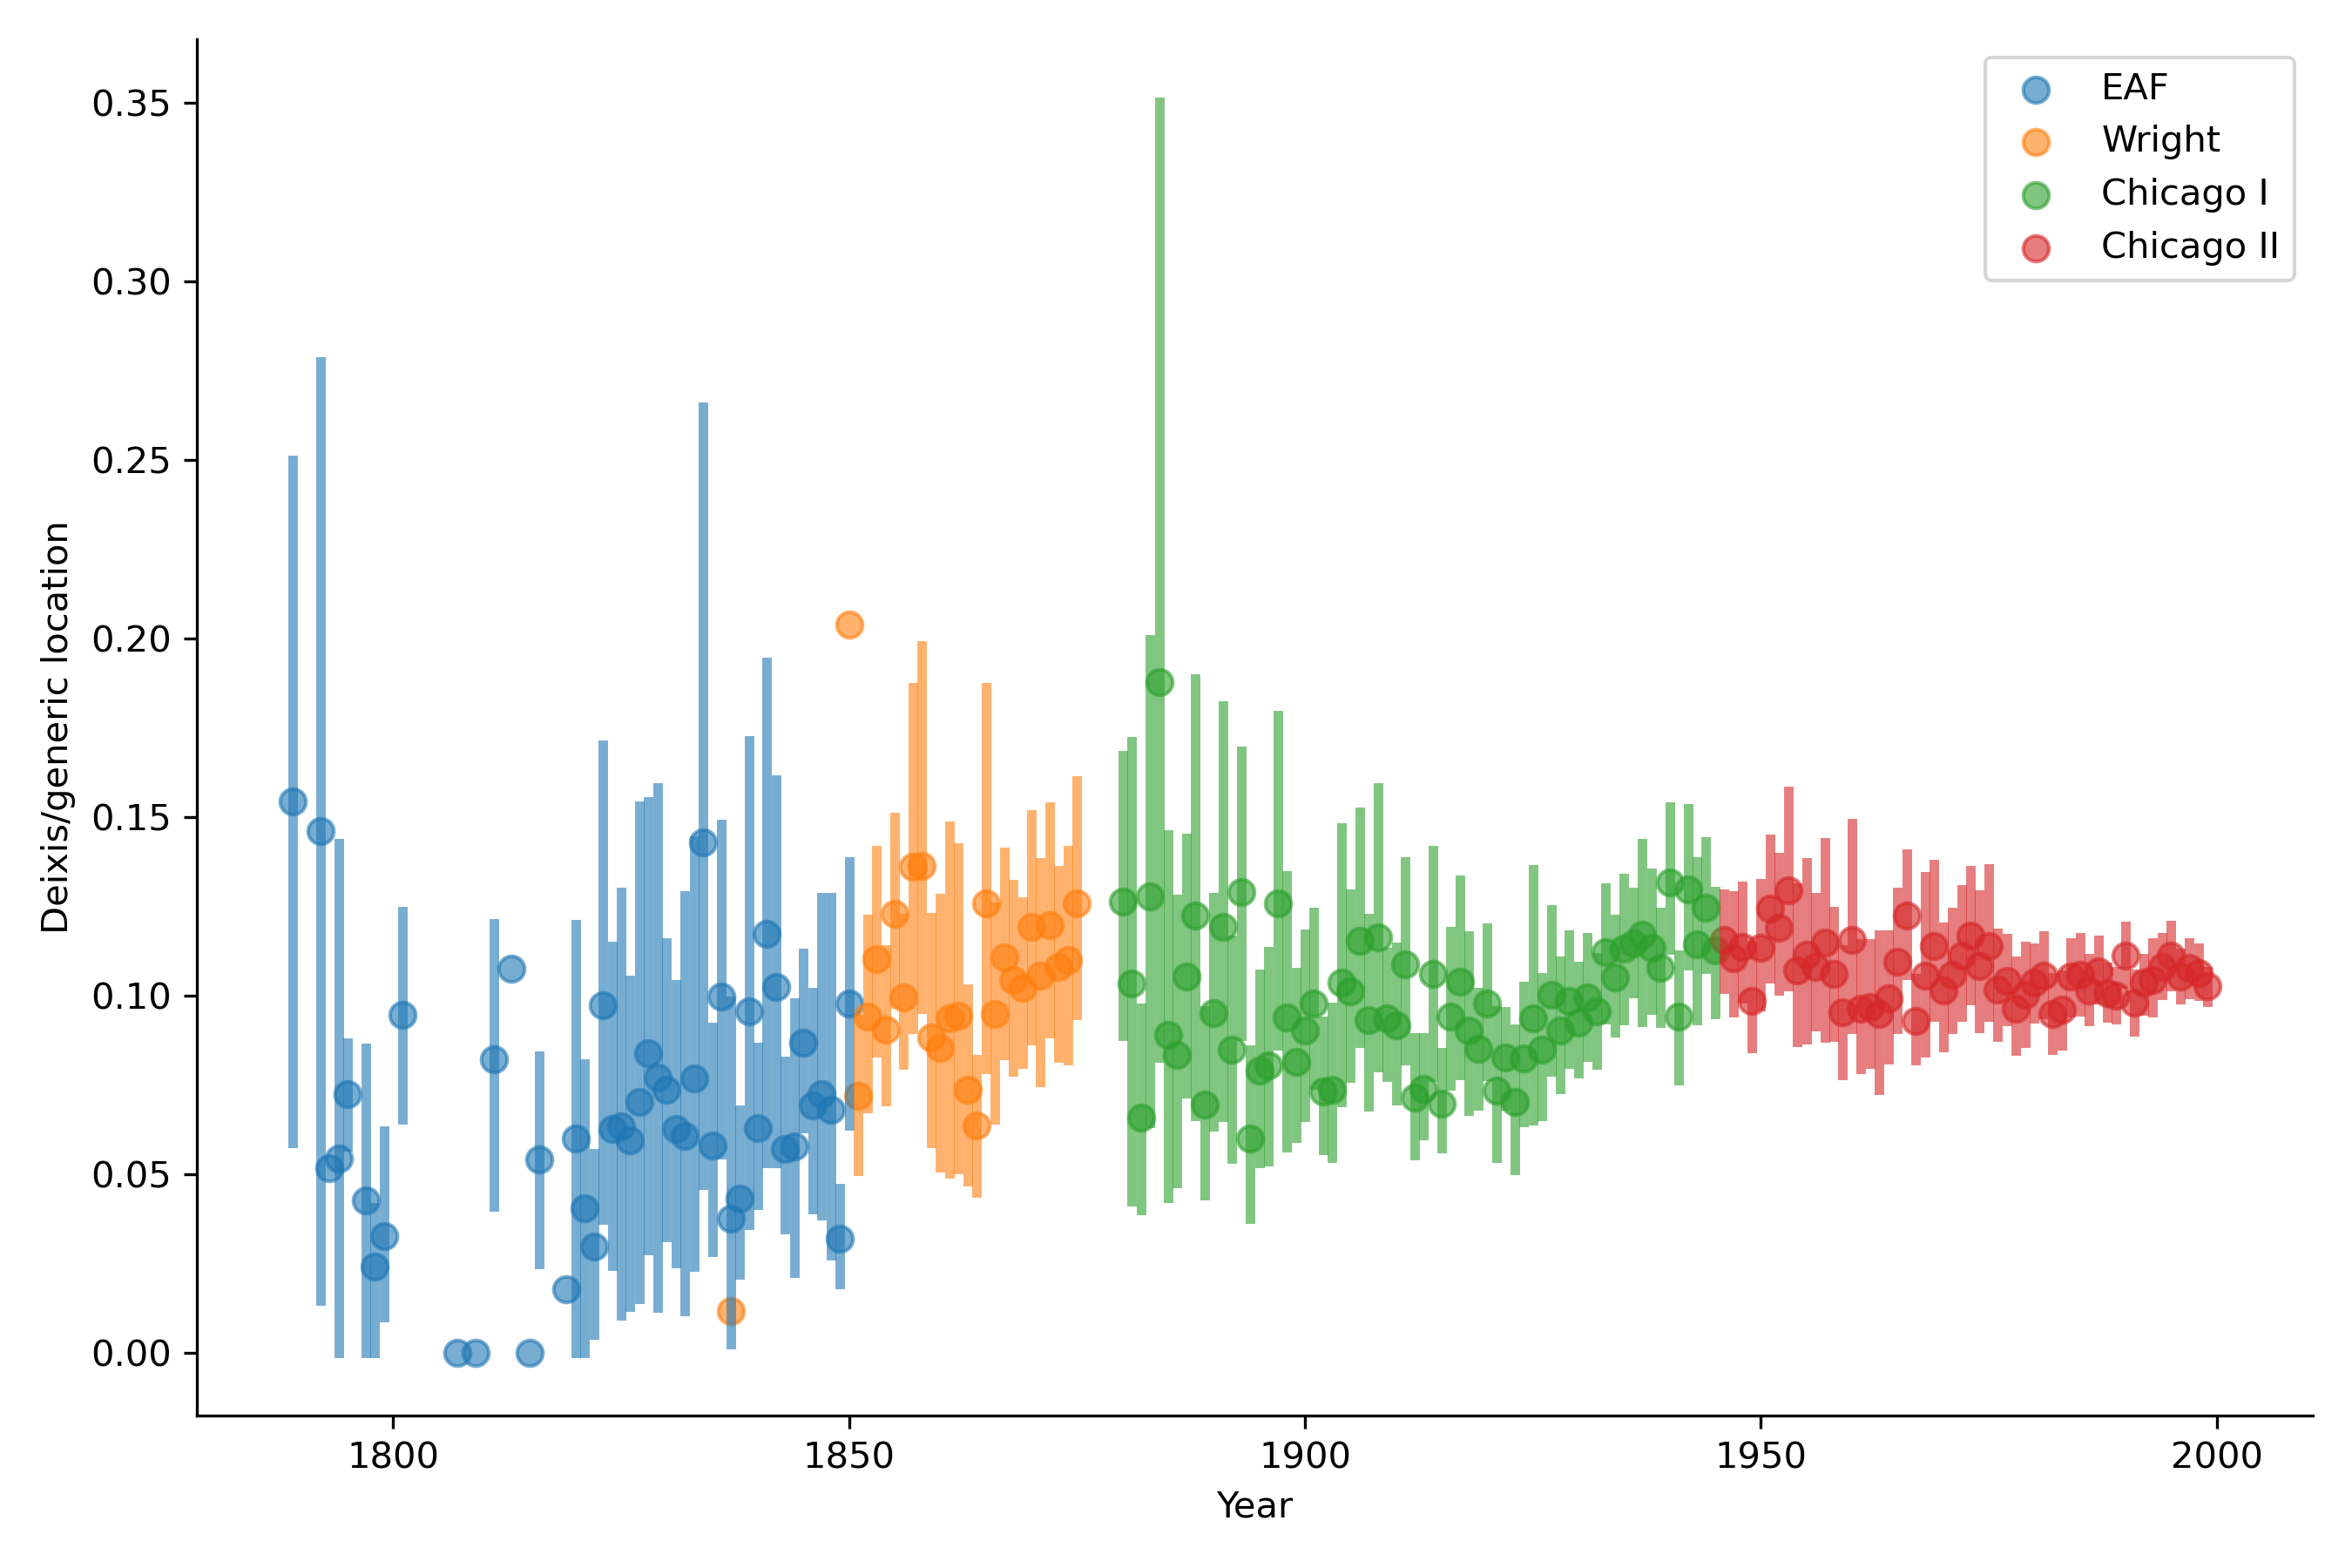 0.35
0.30
0.25
0.20
0.15
0.10
0.05
0.00
Deixis/generic location
1800
1850
1900
1950
2000
Year
EAF
Wright
Chicago I
Chicago II